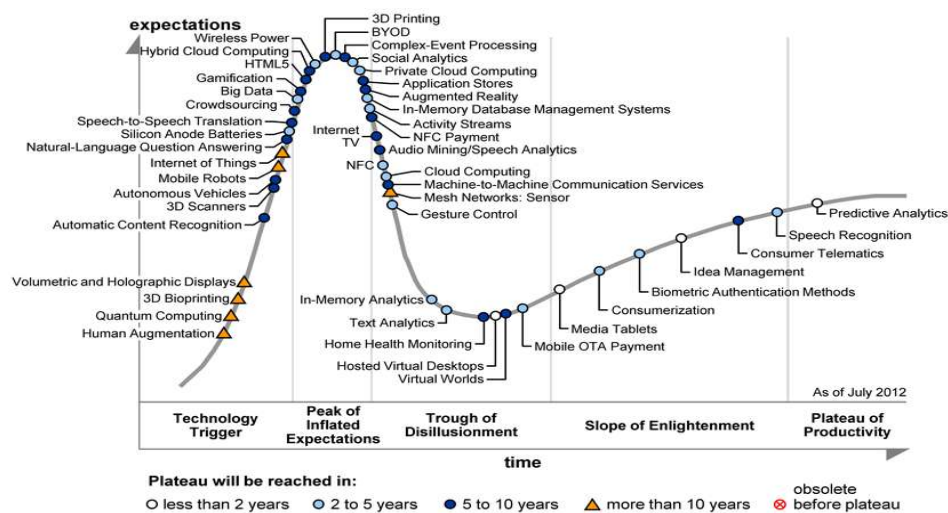 expectations
3D Printing
BYOD
Wireless Power
Complex-Event Processing
Hybrid Cloud Computing
Social Analytics
HTML5
Private Cloud Computing
Gamification
Application Stores
Big Data
Augmented Reality
Crowdsourcing
In-Memory Database Management Systems
Speech-to-Speech Translation
Activity Streams
Silicon Anode Batteries
Internet
TV
NFC Payment
Natural-Language Question Answering
Audio Mining/Speech Analytics
Internet of Things
NFC
Cloud Computing
Mobile Robots
Machine-to-Machine Communication Services
Autonomous Vehicles
Mesh Networks: Sensor
3D Scanners
Gesture Control
Automatic Content Recognition
Predictive Analytics
Speech Recognition
Consumer Telematics
Idea Management
Volumetric and Holographic Displays
Biometric Authentication Methods
3D Bioprinting
In-Memory Analytics
Consumerization
Quantum Computing
Text Analytics
Media Tablets
Human Augmentation
Home Health Monitoring
Mobile OTA Payment
Hosted Virtual Desktops
Virtual Worlds
As of July 2012
Technology
Trigger
Peak of
Inflated
Expectations
Trough of
Disillusionment
Slope of Enlightenment
Plateau of
Productivity
time
Plateau will be reached in:
less than 2 years
2 to 5 years
5 to 10 years
more than 10 years
obsolete
before plateau